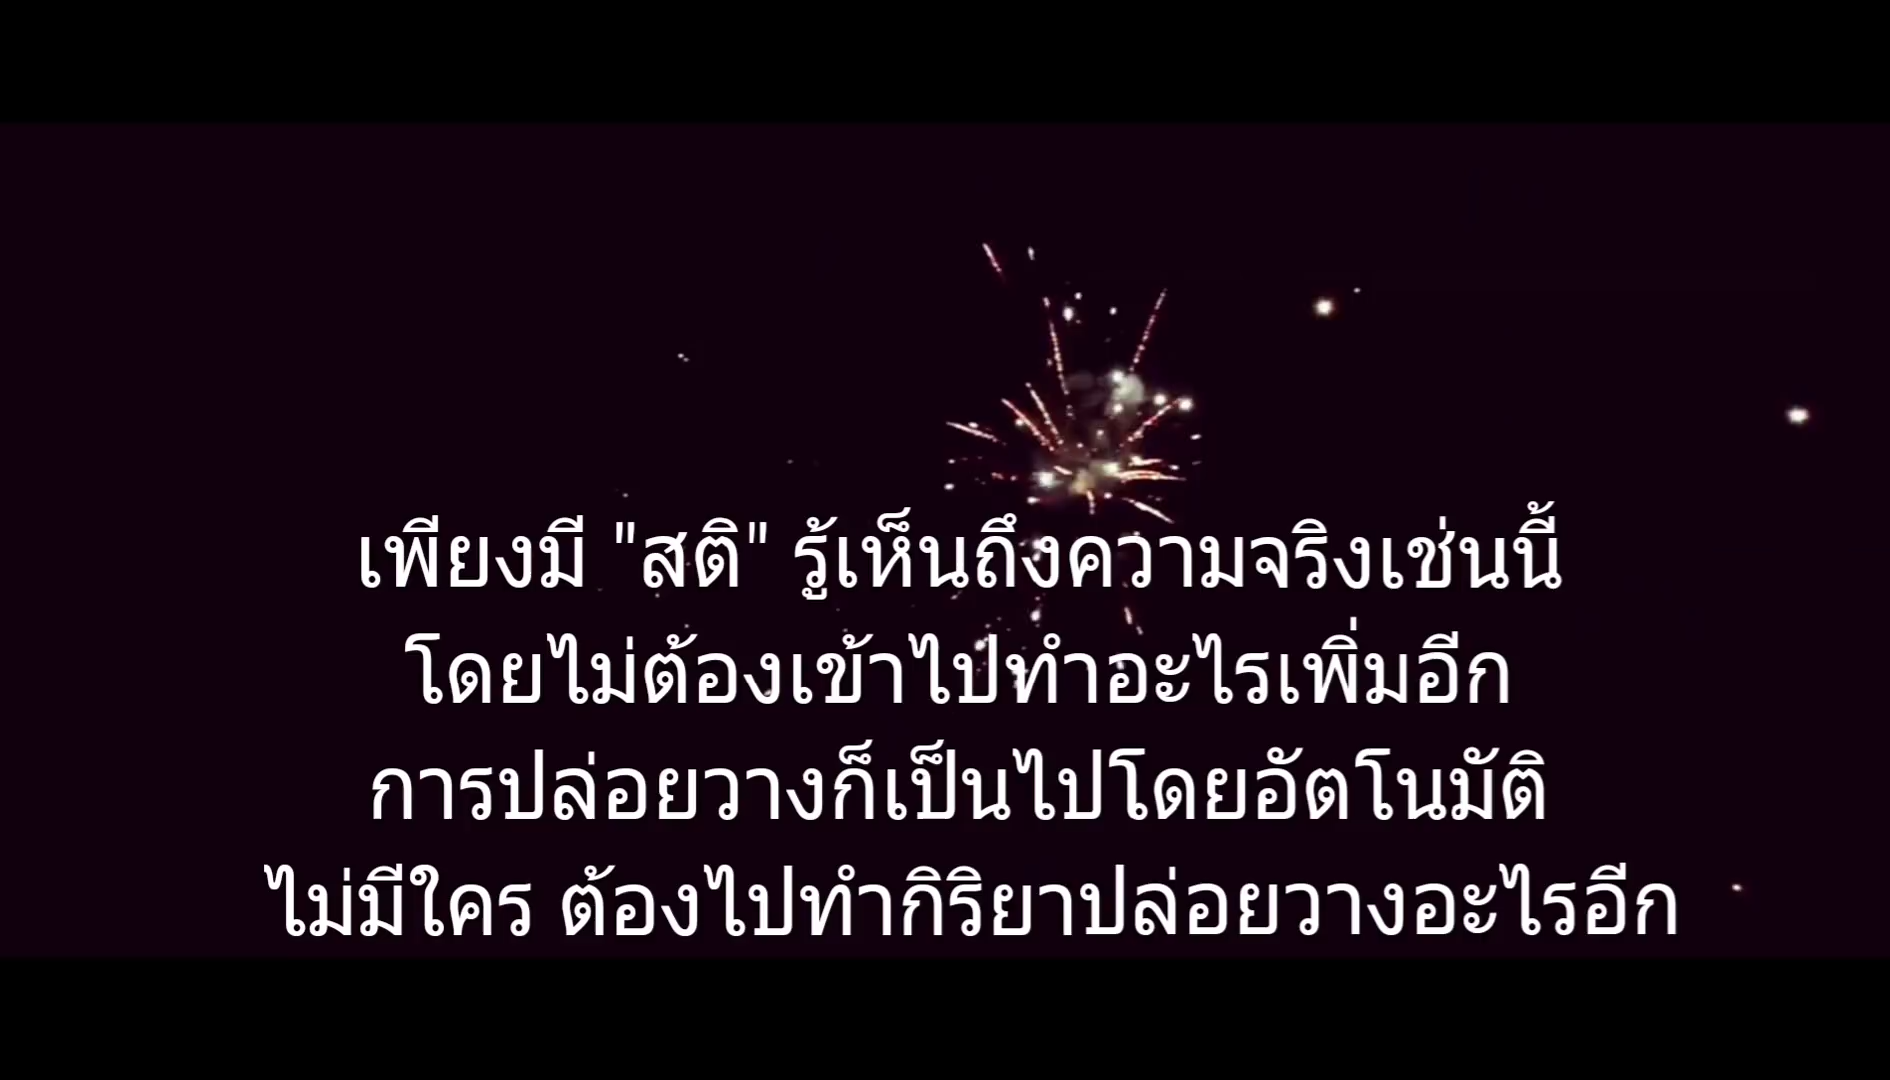 เพียงมี "สติ" รู้เห็นถึงความจริงเช่นนี้
โดยไม่ต้องเข้าไปทำอะไรเพิ่มอีก
การปล่อยวางก็เป็นไปโดยอัตโนมัติ
ไม่มีใคร ต้องไปทำกิริยาปล่อยวางอะไรอีก